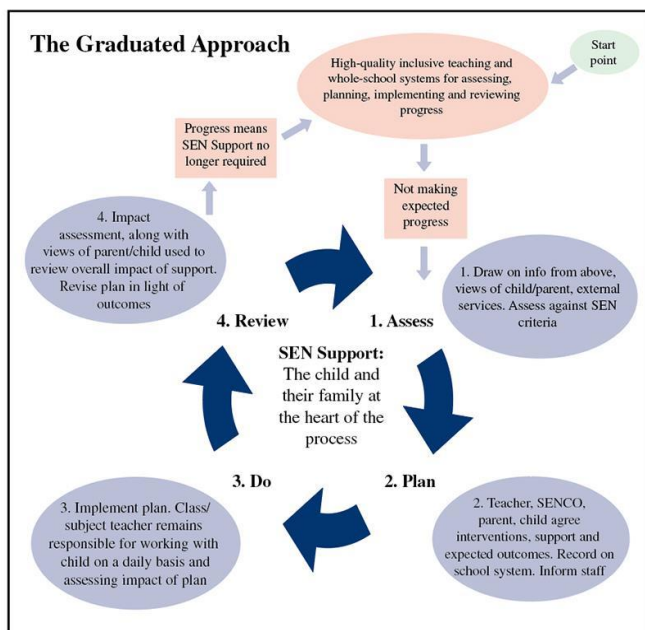 The Graduated Approach
Start
point
High-quality inclusive teaching and
whole-school systems for assessing,
planning, implementing and reviewing
progress
Progress means
SEN Support no
longer required
Not making
expected
progress
4. Impact
assessment, along with
views of parent/child used to
review overall impact of support.
Revise plan in light of
outcomes
1. Draw on info from above,
views of child/parent, external
services. Assess against SEN
criteria
4. Review
1. Assess
SEN Support:
The child and
their family at
the heart of the
process
3. Do
2. Plan
3. Implement plan. Class/
subject teacher remains
responsible for working with
child on a daily basis and
assessing impact of plan
2. Teacher, SENCO,
parent, child agree
interventions, support and
expected outcomes. Record on
school system. Inform staff